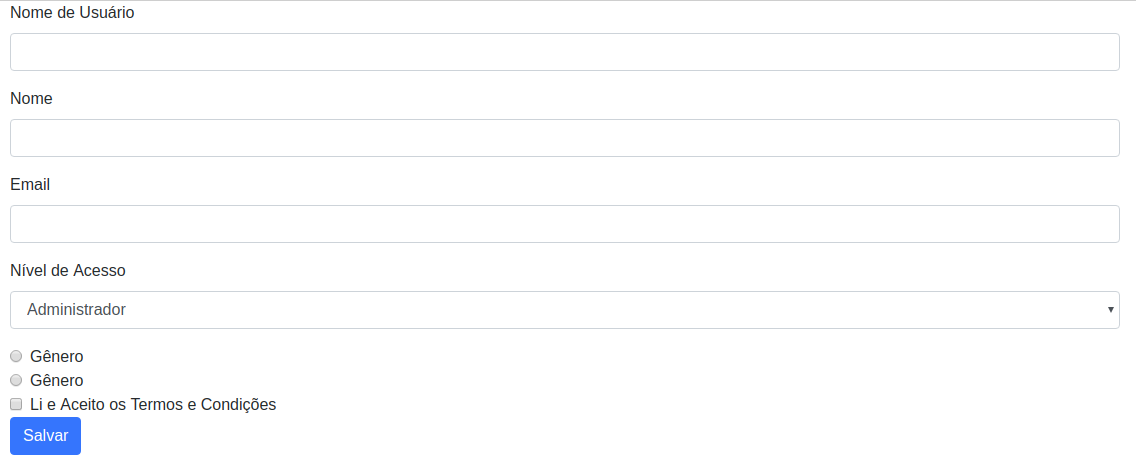 Nome de Usuário
Nome
Email
Nível de Acesso
Administrador
Gênero
Gênero
Li e Aceito os Termos e Condições
Salvar